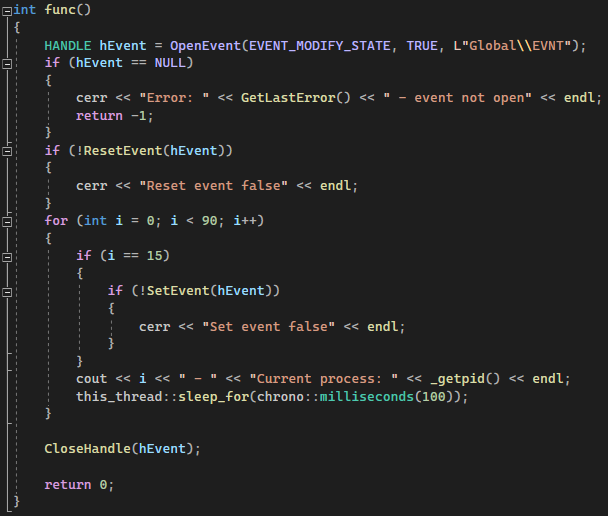 int func()
{
    HANDLE hEvent = OpenEvent(EVENT_MODIFY_STATE, TRUE, L"Global\\EVNT");
    if (hEvent == NULL)
    {
        cerr << "Error: " << GetLastError() << " - event not open" << endl;
        return -1;
    }
    if (!ResetEvent(hEvent))
    {
        cerr << "Reset event false" << endl;
    }
    for (int i = 0; i < 90; i++)
    {
        if (i == 15)
        {
            if (!SetEvent(hEvent))
            {
                cerr << "Set event false" << endl;
            }
        }
        cout << i << " - " << "Current process: " << _getpid() << endl;
        this_thread::sleep_for(chrono::milliseconds(100));
    }

    CloseHandle(hEvent);

    return 0;
}